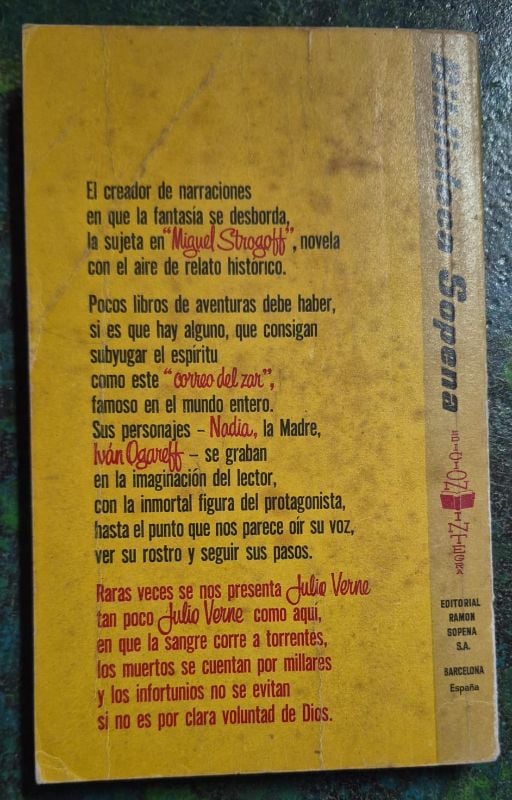 El creador de narraciones
en que la fantasía se desborda,
la sujeta en "Miguel Strogoff", novela
con el aire de relato histórico.
Pocos libros de aventuras debe haber,
si es que hay alguno, que consigan
subyugar el espíritu
como este "correo del zar",
famoso en el mundo entero.
Sus personajes – Nadia, la Madre,
Iván Ogareff – se graban
en la imaginación del lector,
con la inmortal figura del protagonista,
hasta el punto que nos parece oír su voz,
ver su rostro y seguir sus pasos.
Raras veces se nos presenta Julio Verne
tan poco Julio Verne como aquí,
en que la sangre corre a torrentes,
los muertos se cuentan por millares
y los infortunios no se evitan
si no es por clara voluntad de Dios.
Biblioteca Sopena
EDICION INTEGRA
EDITORIAL
RAMON
SOPENA
S.A.
BARCELONA
España